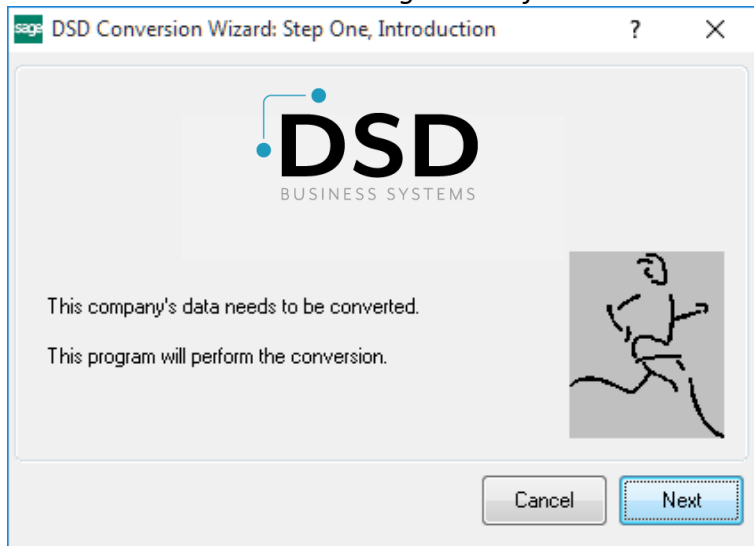 sage DSD Conversion Wizard: Step One, Introduction ? ×
DSD
BUSINESS SYSTEMS
This company's data needs to be converted.
This program will perform the conversion.
Cancel Next